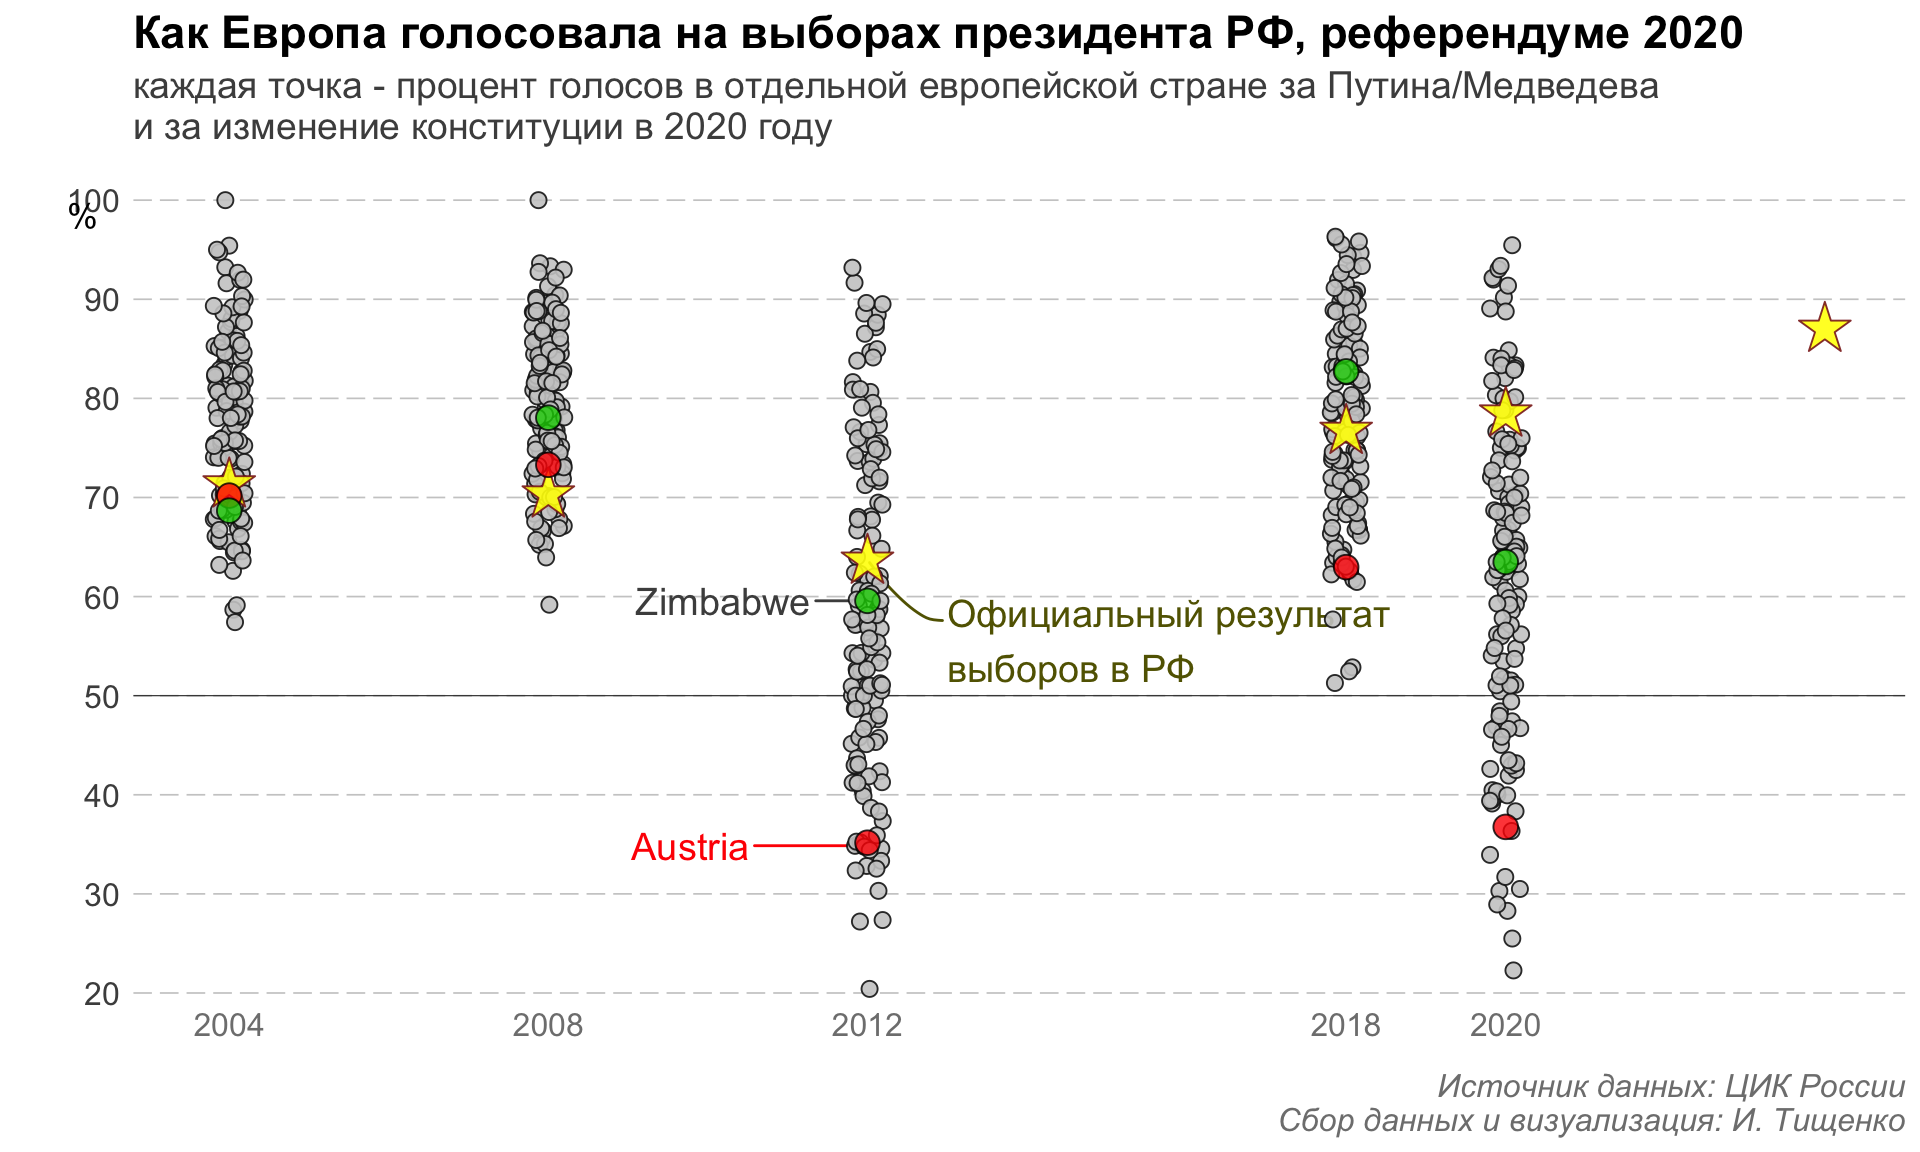 Как Европа голосовала на выборах президента РФ, референдуме 2020
каждая точка - процент голосов в отдельной европейской стране за Путина/Медведева
и за изменение конституции в 2020 году
100
%
90
80
70
60
50
40
30
20
Zimbabwe
Официальный результат
выборов в РФ
Austria
2004
2008
2012
2018
2020
Источник данных: ЦИК России
Сбор данных и визуализация: И. Тищенко